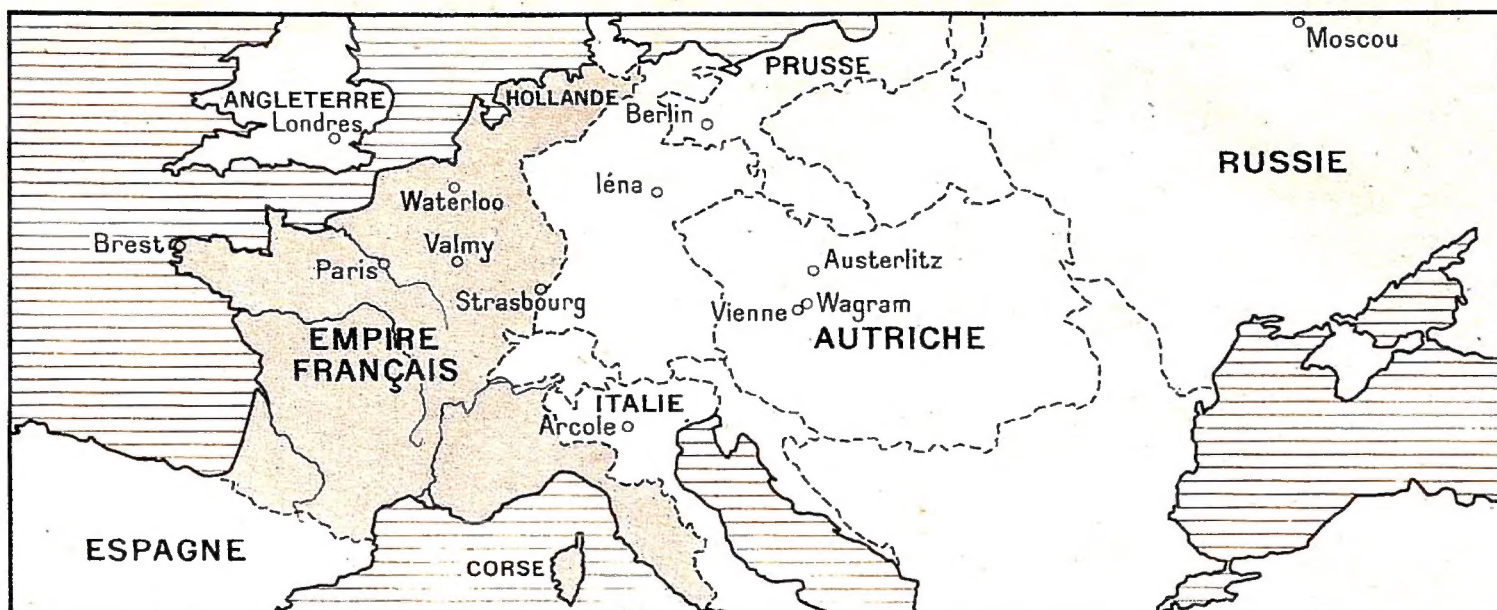 Moscou
PRUSSE
ANGLETERRE
HOLLANDE
Londres
Berlin
RUSSIE
Iéna
Waterloo
Brest
Valmy
Paris
Austerlitz
Strasbourg
Vienne
Wagram
EMPIRE
FRANÇAIS
AUTRICHE
ITALIE
Arcole
ESPAGNE
CORSE